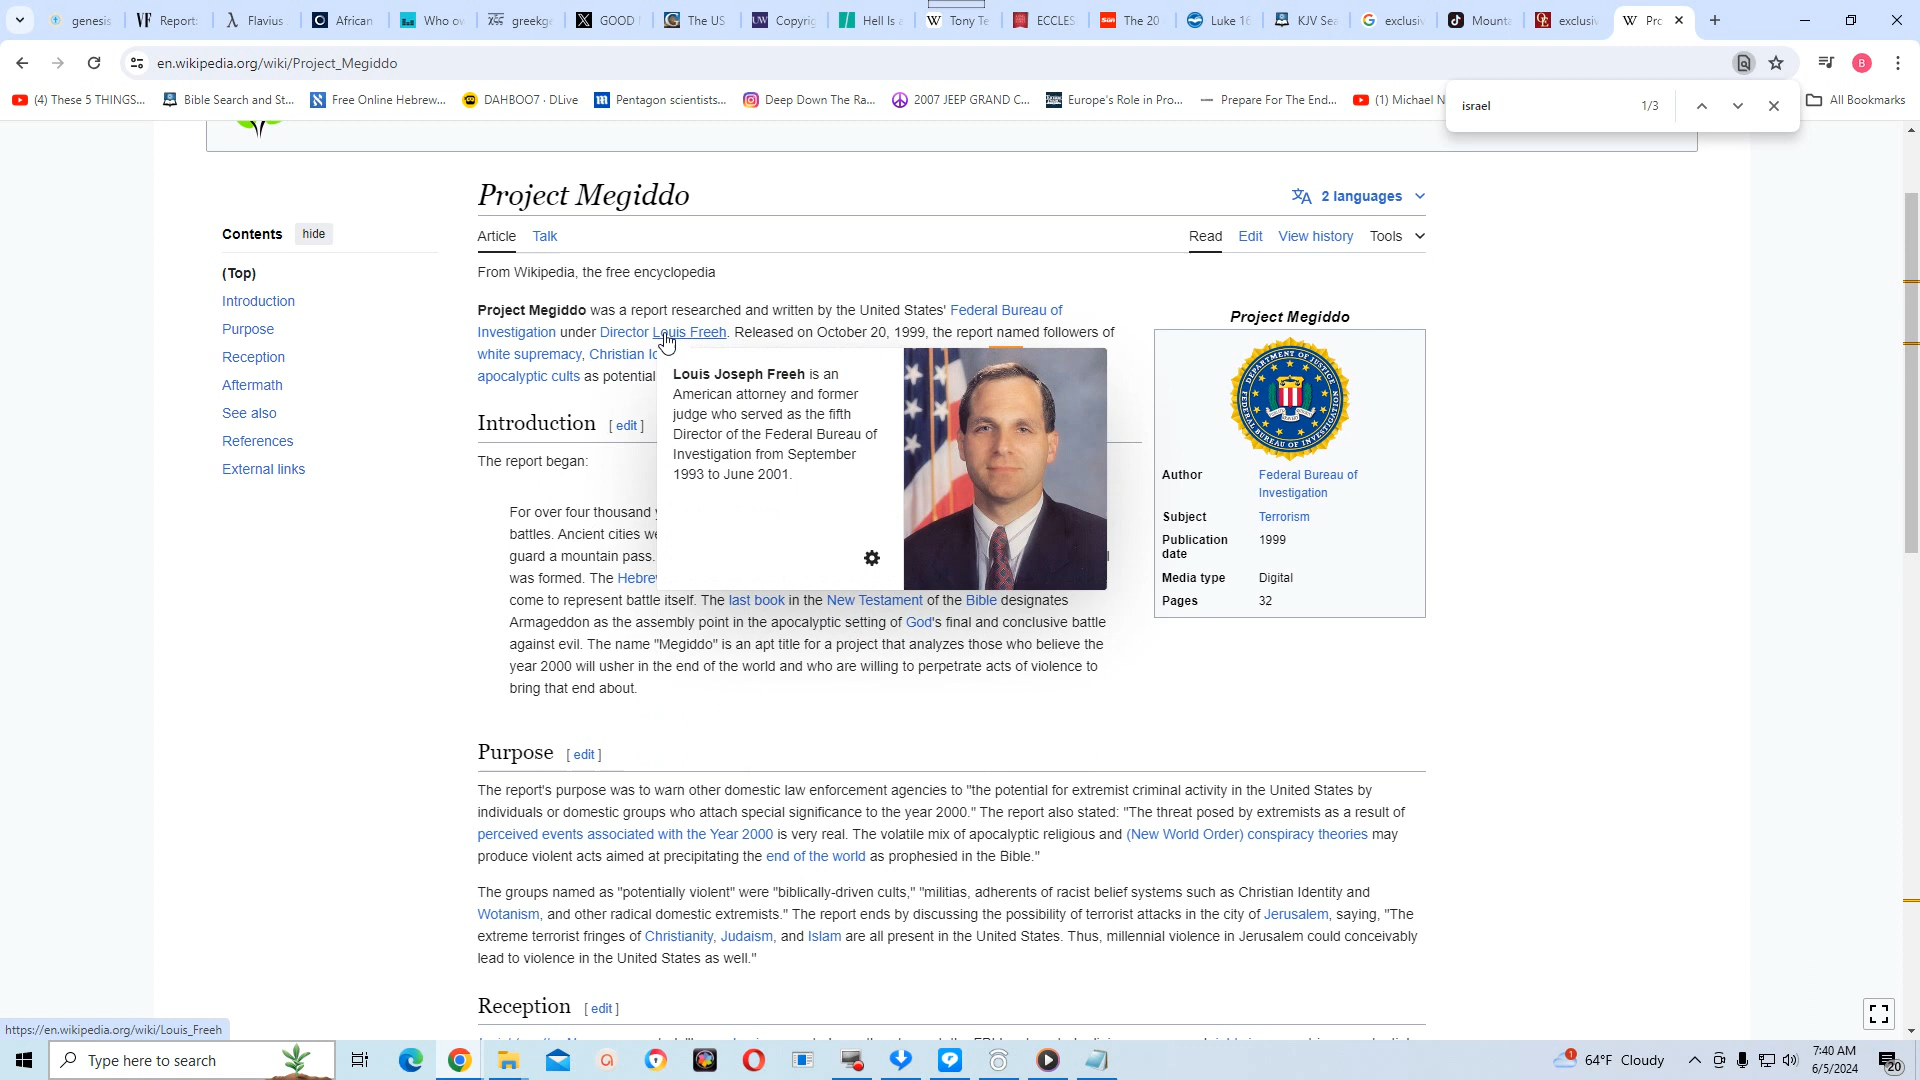 genesis
Report:
Flavius
African
Who ov
greekge
GOOD
The US
Copyrig
Hell Is a
Tony Te
ECCLES
The 20
Luke 16
KJV Sea
exclusiv
Mounta
exclusiv
Pro
en.wikipedia.org/wiki/Project_Megiddo
B
(4) These 5 THINGS...
Bible Search and St...
Free Online Hebrew...
DAHBOO7 · DLive
Pentagon scientists...
Deep Down The Ra...
2007 JEEP GRAND C...
Europe's Role in Pro...
Prepare For The End...
(1) Michael N
All Bookmarks
israel 1/3
Project Megiddo
2 languages
Contents hide
(Top)
Introduction
Purpose
Reception
Aftermath
See also
References
External links
Article Talk
Read Edit View history Tools
From Wikipedia, the free encyclopedia
Project Megiddo was a report researched and written by the United States' Federal Bureau of
Investigation under Director Louis Freeh. Released on October 20, 1999, the report named followers of
white supremacy, Christian Id
apocalyptic cults as potential
Louis Joseph Freeh is an
American attorney and former
judge who served as the fifth
Director of the Federal Bureau of
Investigation from September
1993 to June 2001.
Introduction [ edit ]
The report began:
For over four thousand y
battles. Ancient cities we
guard a mountain pass.
was formed. The Hebre
come to represent battle itself. The last book in the New Testament of the Bible designates
Armageddon as the assembly point in the apocalyptic setting of God's final and conclusive battle
against evil. The name "Megiddo" is an apt title for a project that analyzes those who believe the
year 2000 will usher in the end of the world and who are willing to perpetrate acts of violence to
bring that end about.
Project Megiddo
DEPARTMENT OF JUSTICE
FEDERAL BUREAU OF INVESTIGATION
Author Federal Bureau of
Investigation
Subject Terrorism
Publication 1999
date
Media type Digital
Pages 32
Purpose [ edit ]
The report's purpose was to warn other domestic law enforcement agencies to "the potential for extremist criminal activity in the United States by
individuals or domestic groups who attach special significance to the year 2000." The report also stated: "The threat posed by extremists as a result of
perceived events associated with the Year 2000 is very real. The volatile mix of apocalyptic religious and (New World Order) conspiracy theories may
produce violent acts aimed at precipitating the end of the world as prophesied in the Bible."
The groups named as "potentially violent" were "biblically-driven cults," "militias, adherents of racist belief systems such as Christian Identity and
Wotanism, and other radical domestic extremists." The report ends by discussing the possibility of terrorist attacks in the city of Jerusalem, saying, "The
extreme terrorist fringes of Christianity, Judaism, and Islam are all present in the United States. Thus, millennial violence in Jerusalem could conceivably
lead to violence in the United States as well."
Reception [ edit ]
https://en.wikipedia.org/wiki/Louis_Freeh
Type here to search
1
64°F Cloudy
7:40 AM
6/5/2024
20